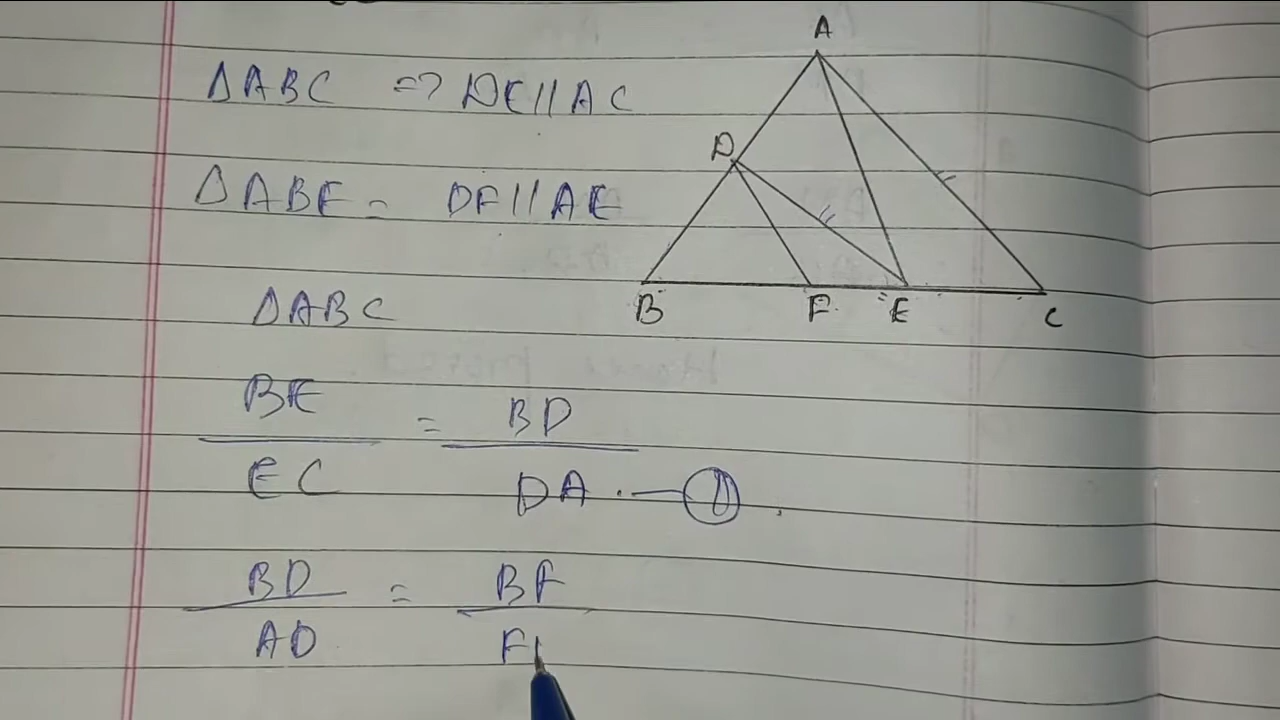 A
ΔABC => DE//AC
D
ΔABE = DF//AE
ΔABC
B F E C
BE = BD
EC DA . — ①
BD = BF
AD F